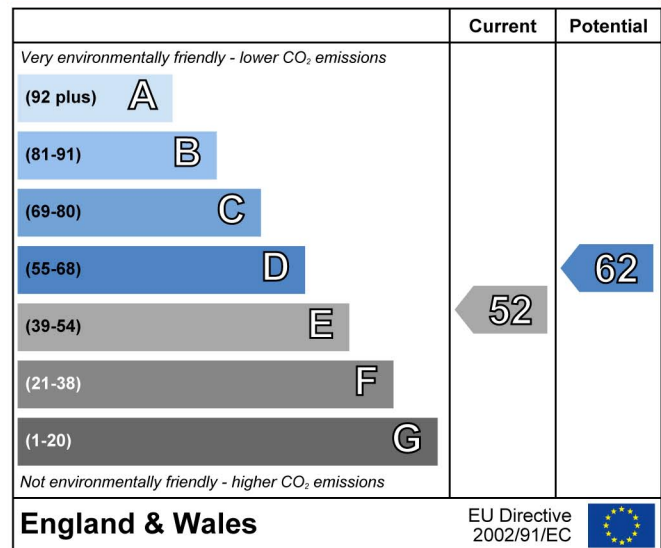 Current Potential
Very environmentally friendly - lower CO₂ emissions
(92 plus) A
(81-91) B
(69-80) C
(55-68) D
62
(39-54) E
52
(21-38) F
(1-20) G
Not environmentally friendly - higher CO₂ emissions
England & Wales
EU Directive
2002/91/EC